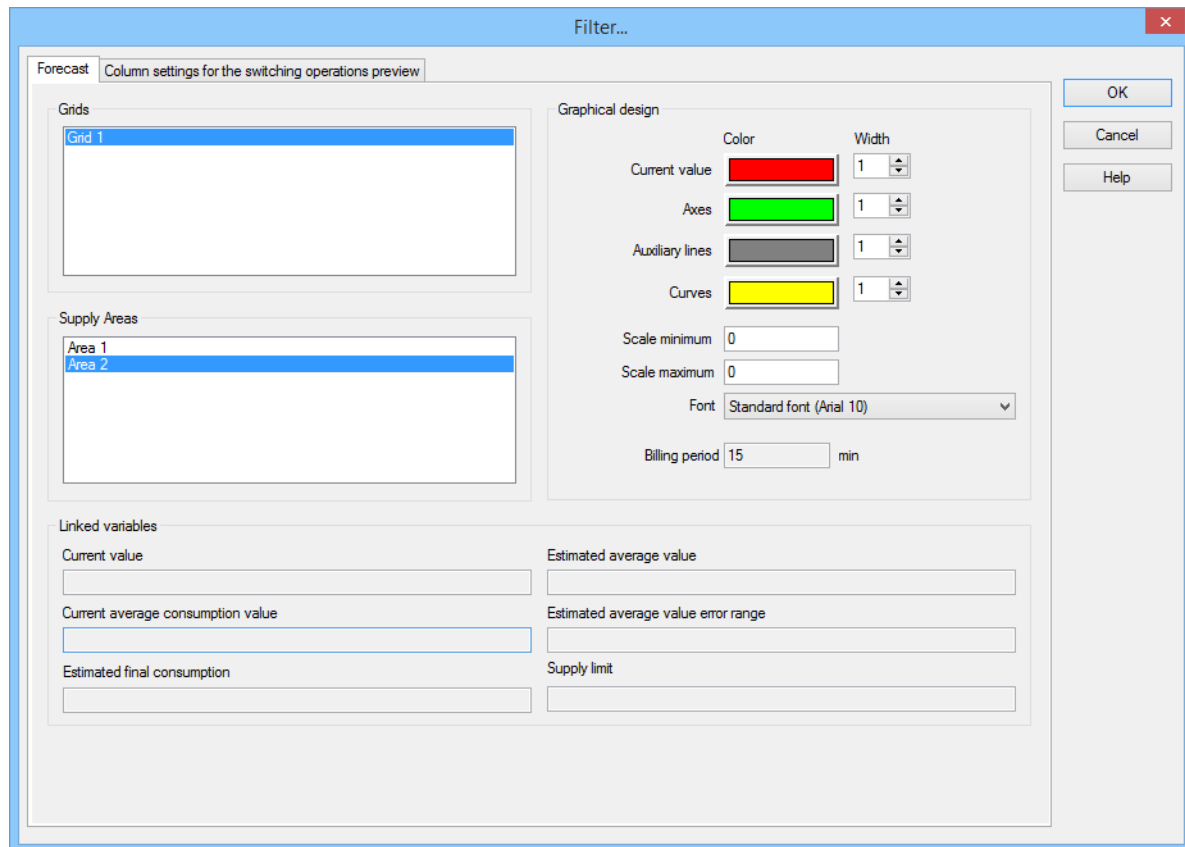 Filter...
Forecast
Column settings for the switching operations preview
OK
Cancel
Help
Grids
Grid 1
Supply Areas
Area 1
Area 2
Graphical design
Color Width
Current value 1
Axes 1
Auxiliary lines 1
Curves 1
Scale minimum 0
Scale maximum 0
Font Standard font (Arial 10)
Billing period 15 min
Linked variables
Current value
Estimated average value
Current average consumption value
Estimated average value error range
Estimated final consumption
Supply limit